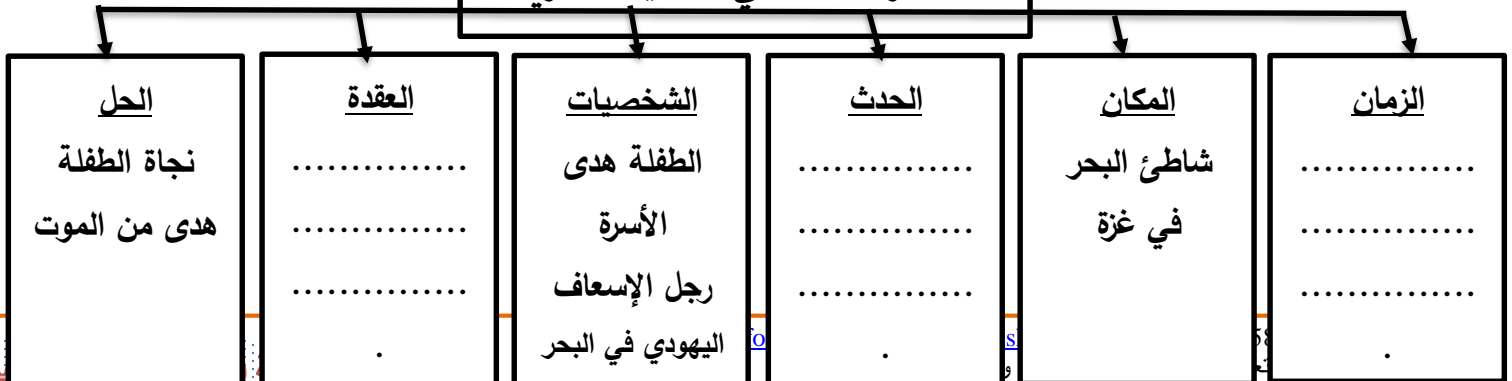 الزمان
...............
...............
...............
.
المكان
شاطئ البحر
في غزة
الحدث
...............
...............
...............
.
الشخصيات
الطفلة هدى
الأسرة
رجل الإسعاف
اليهودي في البحر
العقدة
...............
...............
...............
.
الحل
نجاة الطفلة
هدى من الموت